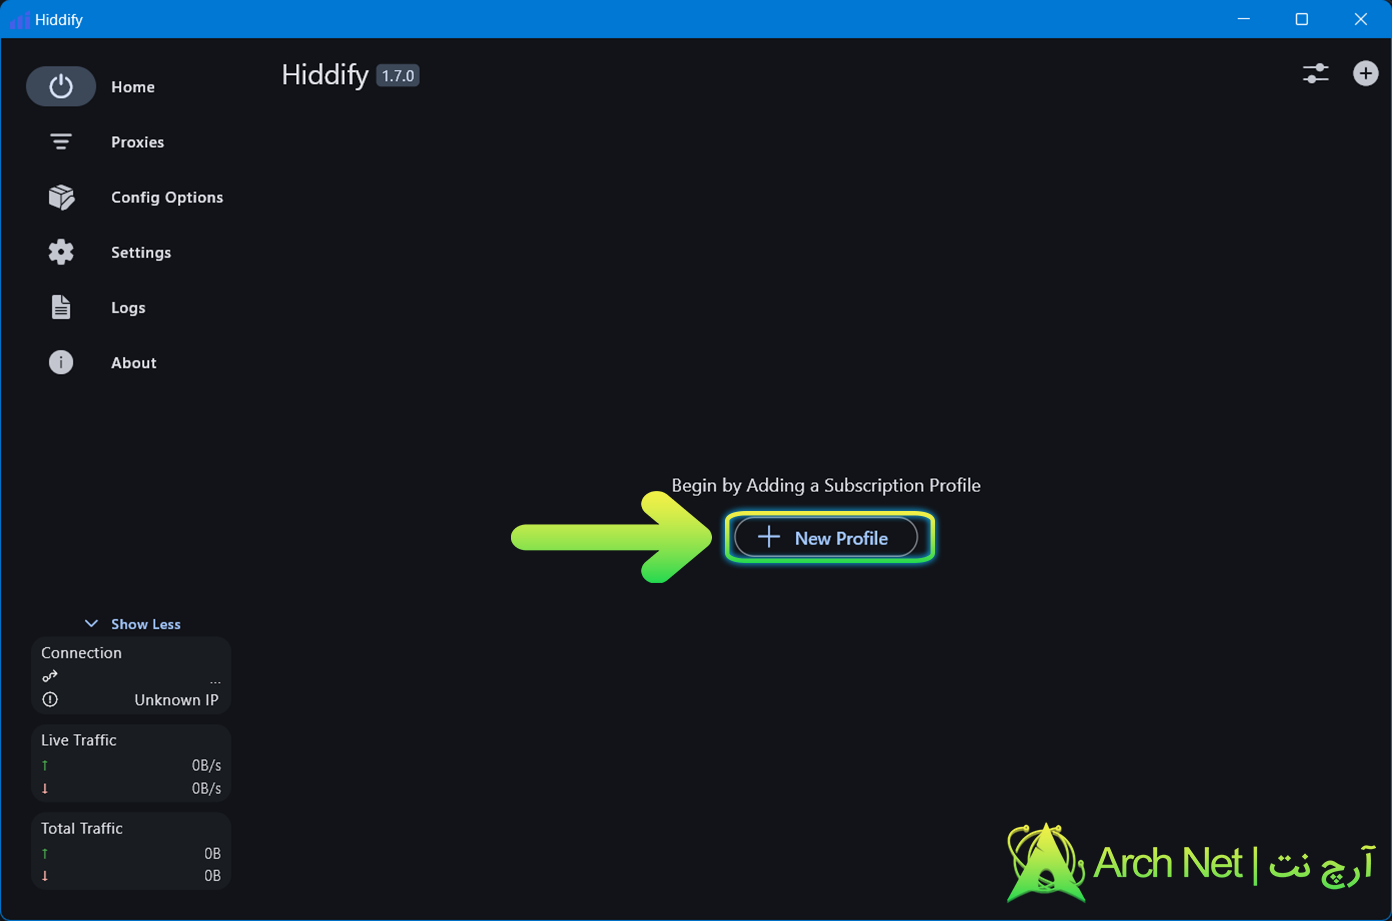 Hiddify
Hiddify 1.7.0
Home
Proxies
Config Options
Settings
Logs
About
Begin by Adding a Subscription Profile
New Profile
Show Less
Connection
...
Unknown IP
Live Traffic
↑ 0B/s
↓ 0B/s
Total Traffic
↑ 0B
↓ 0B
Arch Net | آرچ نت